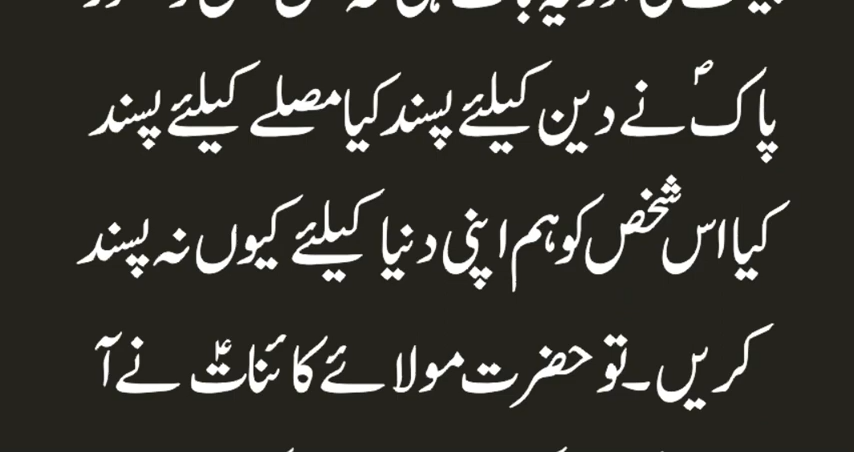 پاکؐ نے دین کیلئے پسند کیا مصلے کیلئے پسند
کیا اس شخص کو ہم اپنی دنیا کیلئے کیوں نہ پسند
کریں۔ تو حضرت مولائے کائناتؑ نے آ